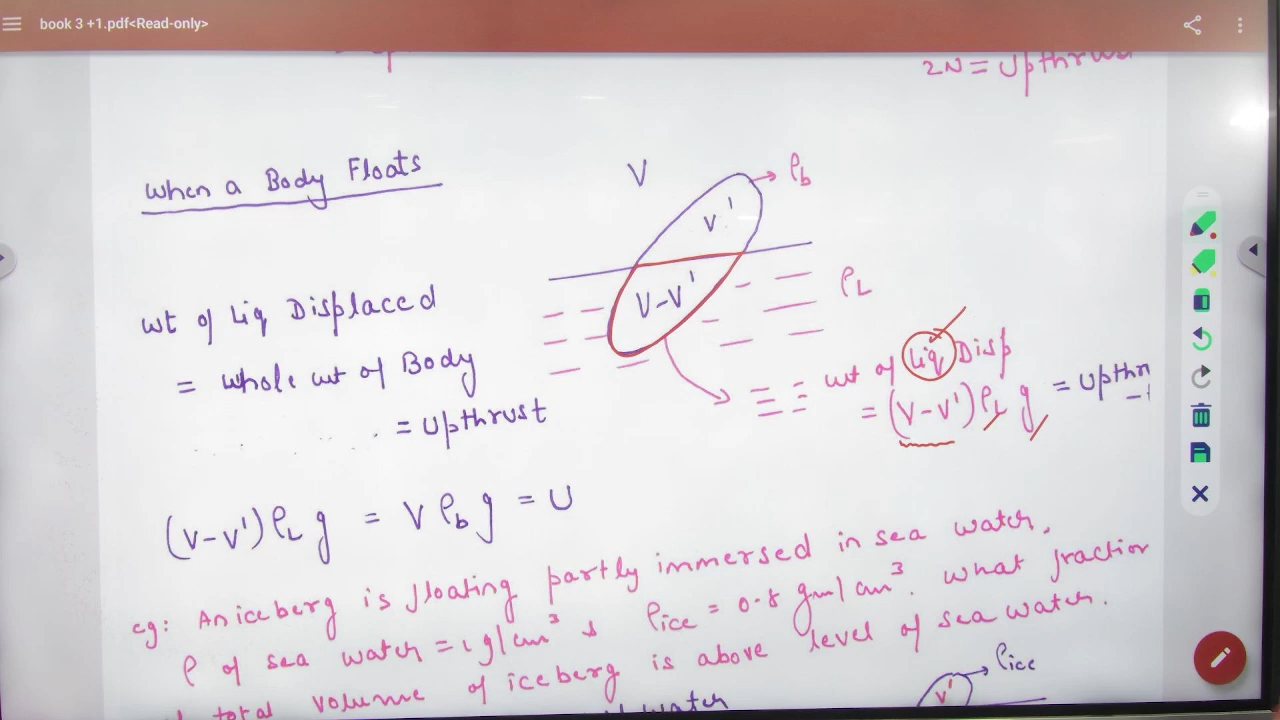 book 3 +1.pdf<Read-only>
2N = Upthrust
When a Body Floats
V
ρb
V'
V-V'
ρL
wt of Liq Displaced
= whole wt of Body
= Upthrust
wt of Liq Disp
= (V-V') ρL g = Upthr
(V-V') ρL g = V ρb g = U
eg: An iceberg is floating partly immersed in sea water,
ρ of sea water = 1 g/cm³ & ρice = 0.8 gm/cm³. what fraction
total volume of iceberg is above level of sea water.
water
ρice
V'